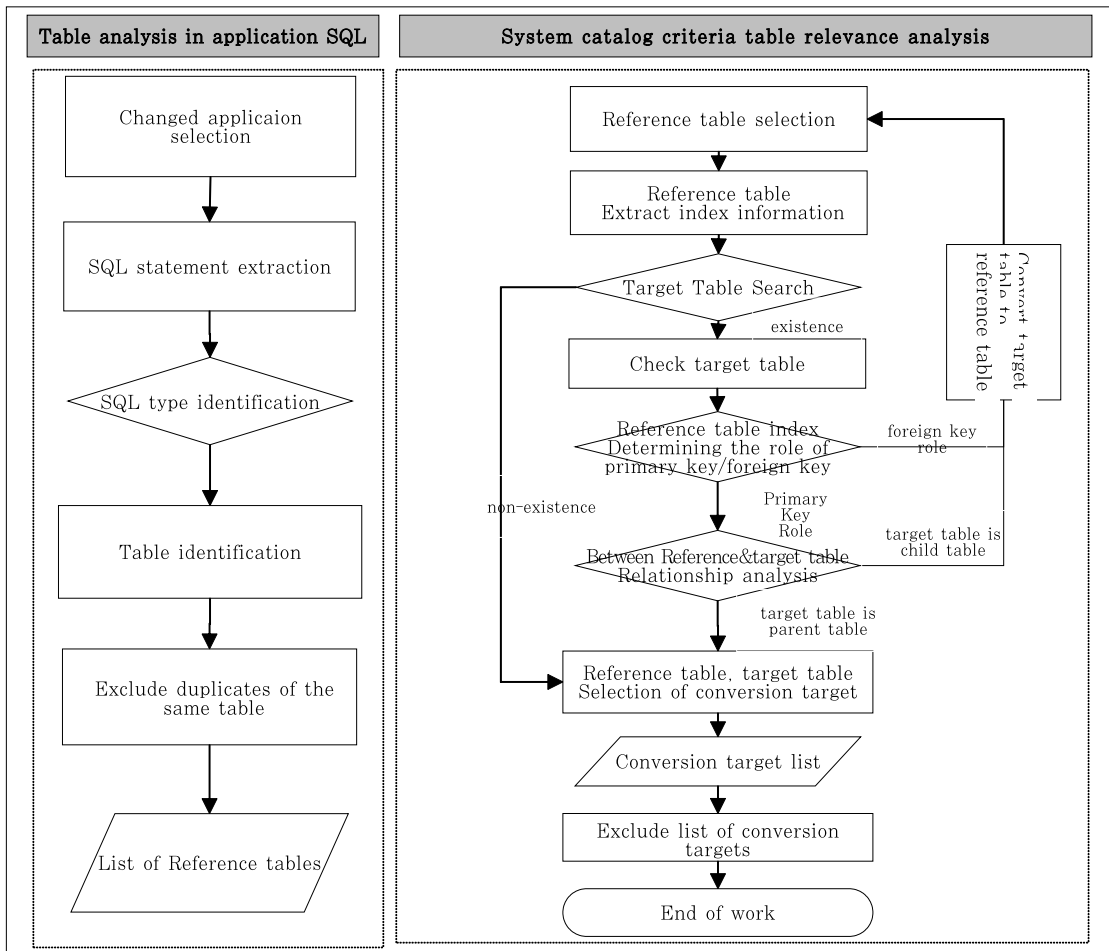 Table analysis in application SQL
Changed applicaion
selection
SQL statement extraction
SQL type identification
Table identification
Exclude duplicates of the
same table
List of Reference tables
System catalog criteria table relevance analysis
Reference table selection
Reference table
Extract index information
Target Table Search
existence
non-existence
Check target table
Reference table index
Determining the role of
primary key/foreign key
foreign key
role
Convert target
table to
reference table
Primary
Key
Role
Between Reference&target table
Relationship analysis
target table is
child table
target table is
parent table
Reference table, target table
Selection of conversion target
Conversion target list
Exclude list of conversion
targets
End of work